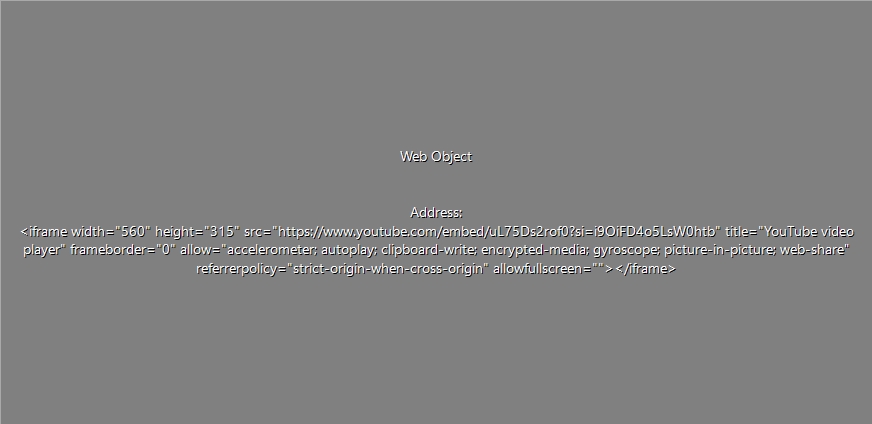 Web Object
Address:
<iframe width="560" height="315" src="https://www.youtube.com/embed/uL75Ds2rof0?si=i9OiFD4o5LsW0htb" title="YouTube video
player" frameborder="0" allow="accelerometer; autoplay; clipboard-write; encrypted-media; gyroscope; picture-in-picture; web-share"
referrerpolicy="strict-origin-when-cross-origin" allowfullscreen=""></iframe>